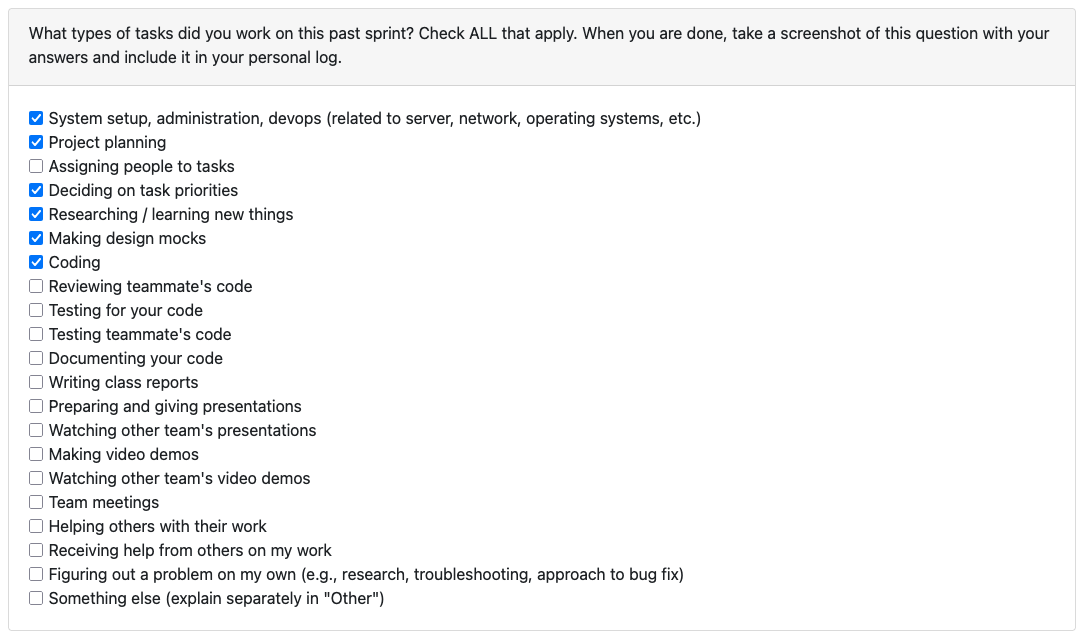 What types of tasks did you work on this past sprint? Check ALL that apply. When you are done, take a screenshot of this question with your
answers and include it in your personal log.
System setup, administration, devops (related to server, network, operating systems, etc.)
Project planning
Assigning people to tasks
Deciding on task priorities
Researching / learning new things
Making design mocks
Coding
Reviewing teammate's code
Testing for your code
Testing teammate's code
Documenting your code
Writing class reports
Preparing and giving presentations
Watching other team's presentations
Making video demos
Watching other team's video demos
Team meetings
Helping others with their work
Receiving help from others on my work
Figuring out a problem on my own (e.g., research, troubleshooting, approach to bug fix)
Something else (explain separately in "Other")